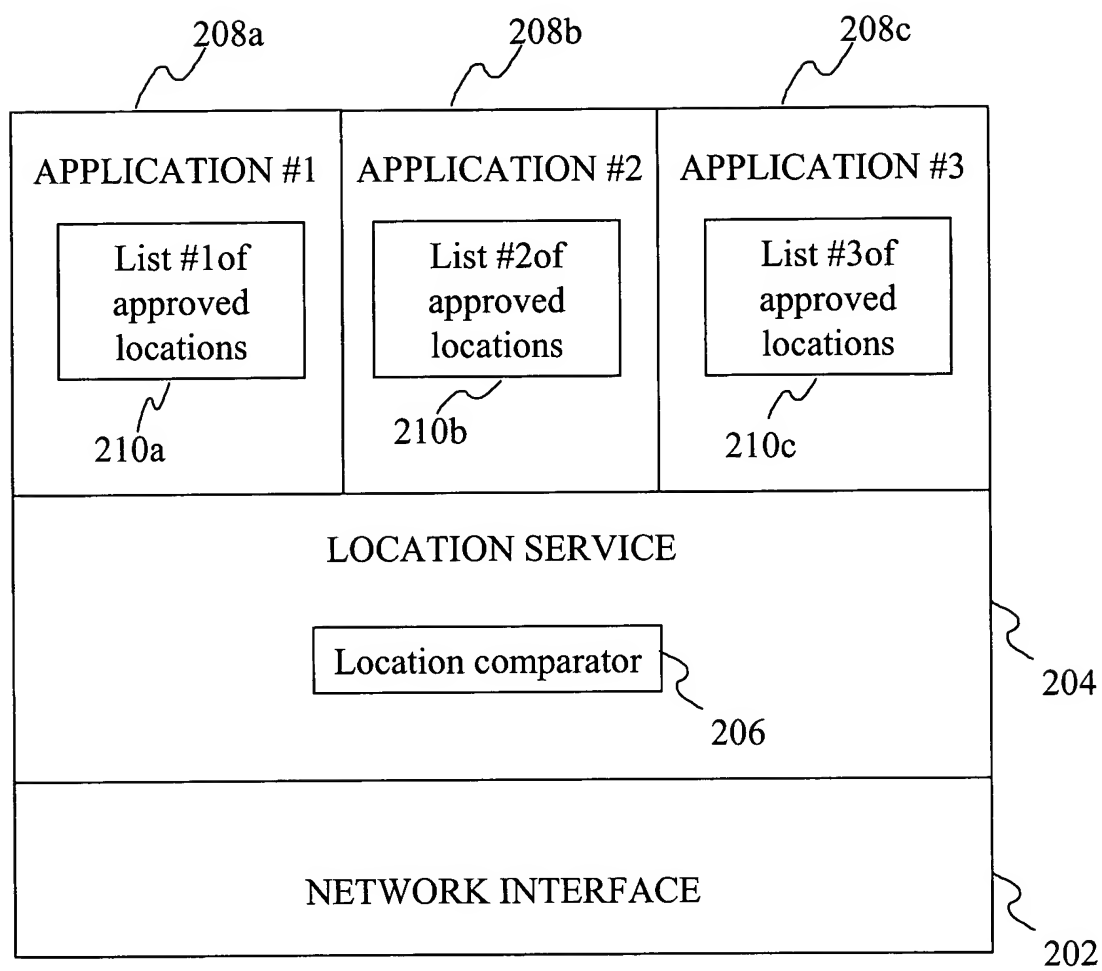 208a
208b
208c
APPLICATION #1
APPLICATION #2
APPLICATION #3
List #1of
approved
locations
List #2of
approved
locations
List #3of
approved
locations
210a
210b
210c
LOCATION SERVICE
Location comparator
204
206
NETWORK INTERFACE
202